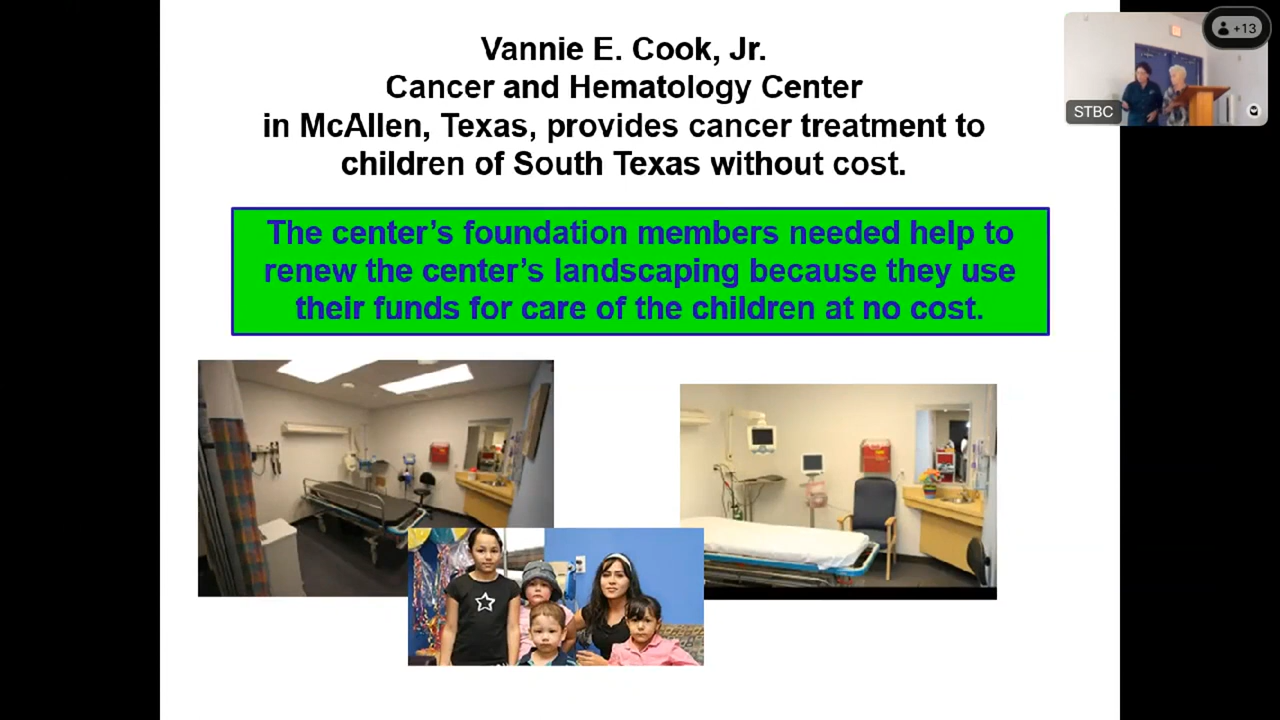 Vannie E. Cook, Jr.
Cancer and Hematology Center
in McAllen, Texas, provides cancer treatment to
children of South Texas without cost.
The center's foundation members needed help to
renew the center's landscaping because they use
their funds for care of the children at no cost.
+13
STBC